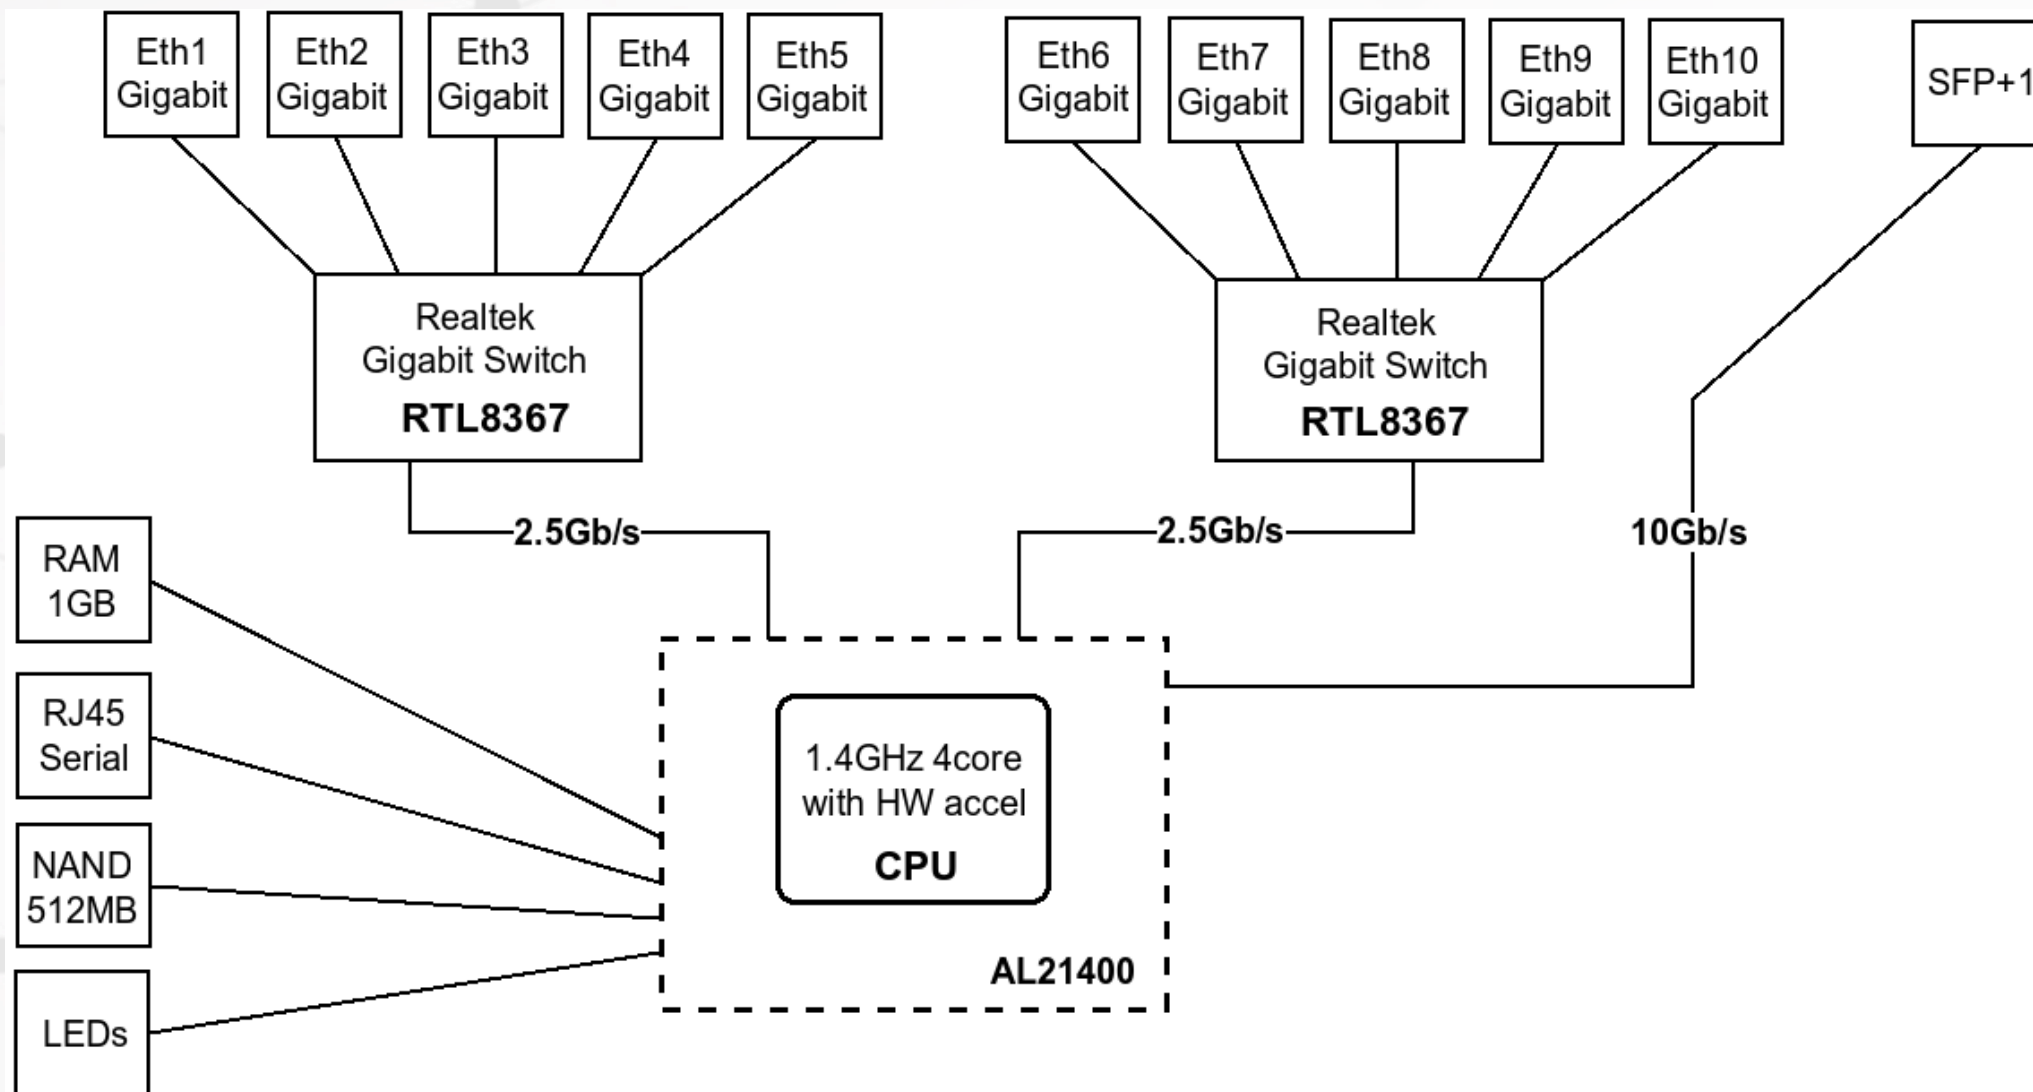 Eth1
Gigabit
Eth2
Gigabit
Eth3
Gigabit
Eth4
Gigabit
Eth5
Gigabit
Eth6
Gigabit
Eth7
Gigabit
Eth8
Gigabit
Eth9
Gigabit
Eth10
Gigabit
SFP+1
Realtek
Gigabit Switch
RTL8367
Realtek
Gigabit Switch
RTL8367
2.5Gb/s
2.5Gb/s
10Gb/s
RAM
1GB
RJ45
Serial
NAND
512MB
LEDs
1.4GHz 4core
with HW accel
CPU
AL21400